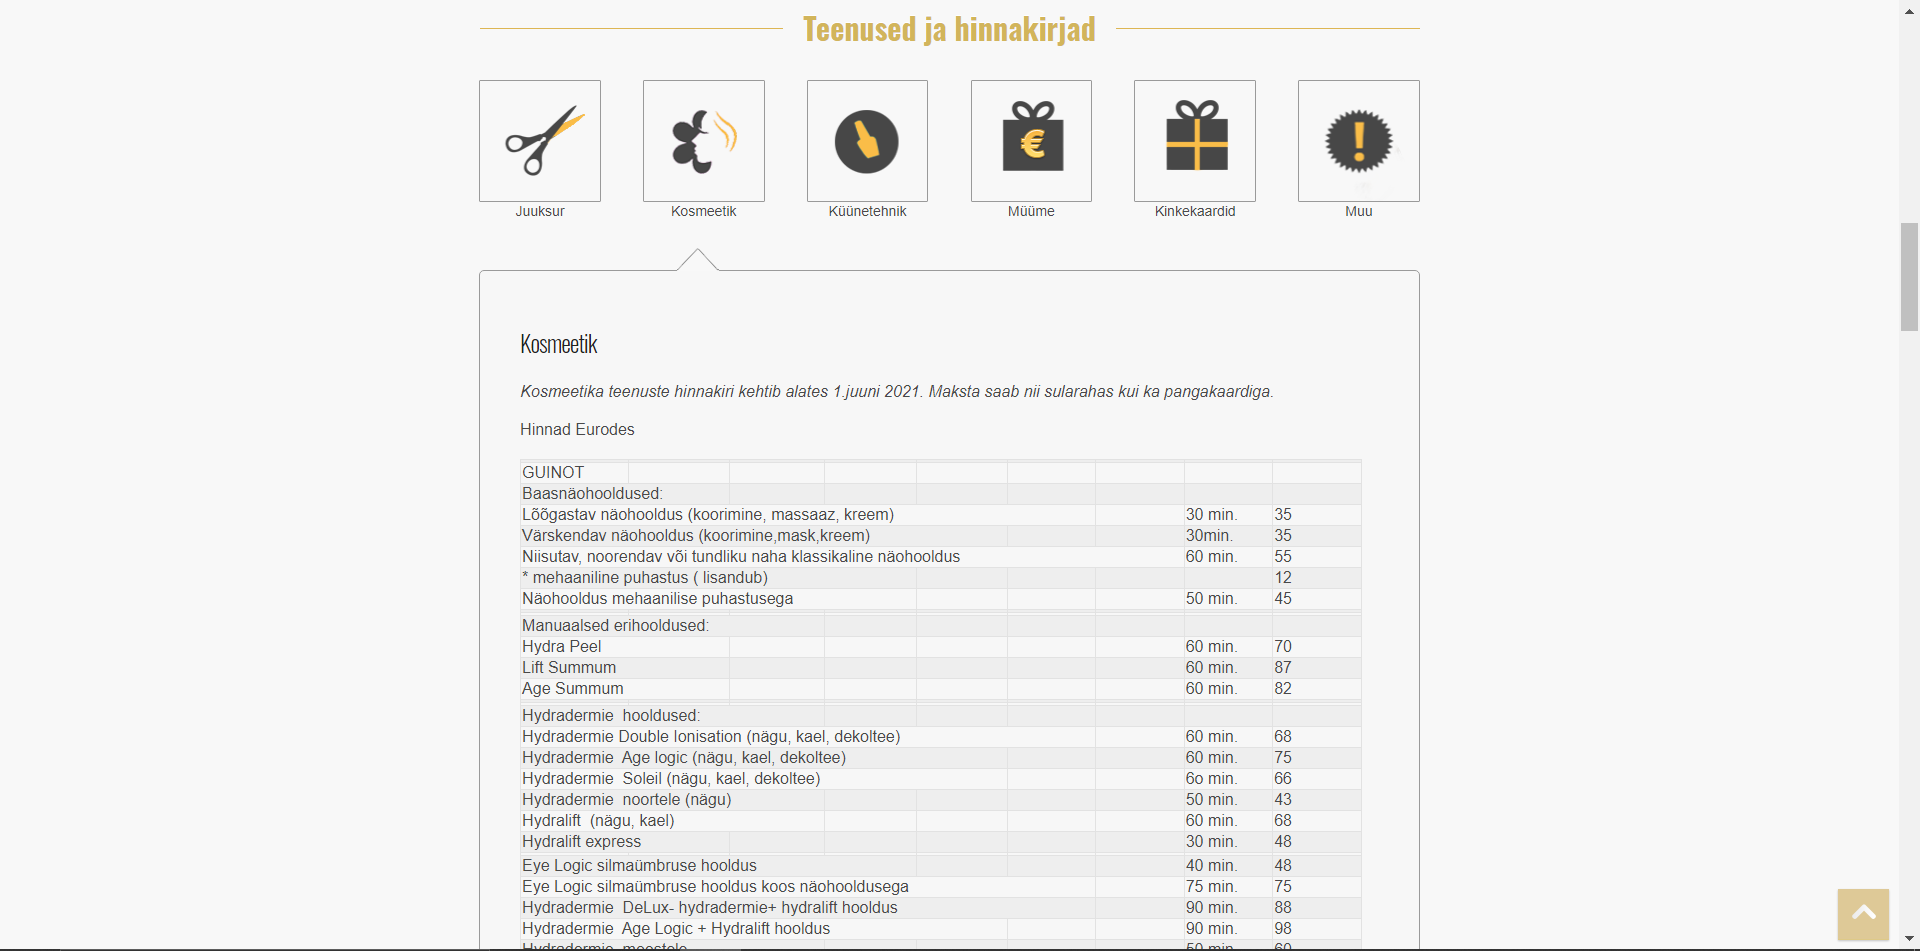 Teenused ja hinnakirjad
Juuksur
Kosmeetik
Küünetehnik
€
Müüme
Kinkekaardid
!
Muu
Kosmeetik
Kosmeetika teenuste hinnakiri kehtib alates 1.juuni 2021. Maksta saab nii sularahas kui ka pangakaardiga.
Hinnad Eurodes
GUINOT
Baasnäohooldused:
Lõõgastav näohooldus (koorimine, massaaz, kreem) 30 min. 35
Värskendav näohooldus (koorimine,mask,kreem) 30min. 35
Niisutav, noorendav või tundliku naha klassikaline näohooldus 60 min. 55
* mehaaniline puhastus ( lisandub) 12
Näohooldus mehaanilise puhastusega 50 min. 45
Manuaalsed erihooldused:
Hydra Peel 60 min. 70
Lift Summum 60 min. 87
Age Summum 60 min. 82
Hydradermie  hooldused:
Hydradermie Double Ionisation (nägu, kael, dekoltee) 60 min. 68
Hydradermie  Age logic (nägu, kael, dekoltee) 60 min. 75
Hydradermie  Soleil (nägu, kael, dekoltee) 6o min. 66
Hydradermie  noortele (nägu) 50 min. 43
Hydralift  (nägu, kael) 60 min. 68
Hydralift express 30 min. 48
Eye Logic silmaümbruse hooldus 40 min. 48
Eye Logic silmaümbruse hooldus koos näohooldusega 75 min. 75
Hydradermie  DeLux- hydradermie+ hydralift hooldus 90 min. 88
Hydradermie  Age Logic + Hydralift hooldus 90 min. 98
Hydradermie  meestele 50 min. 60